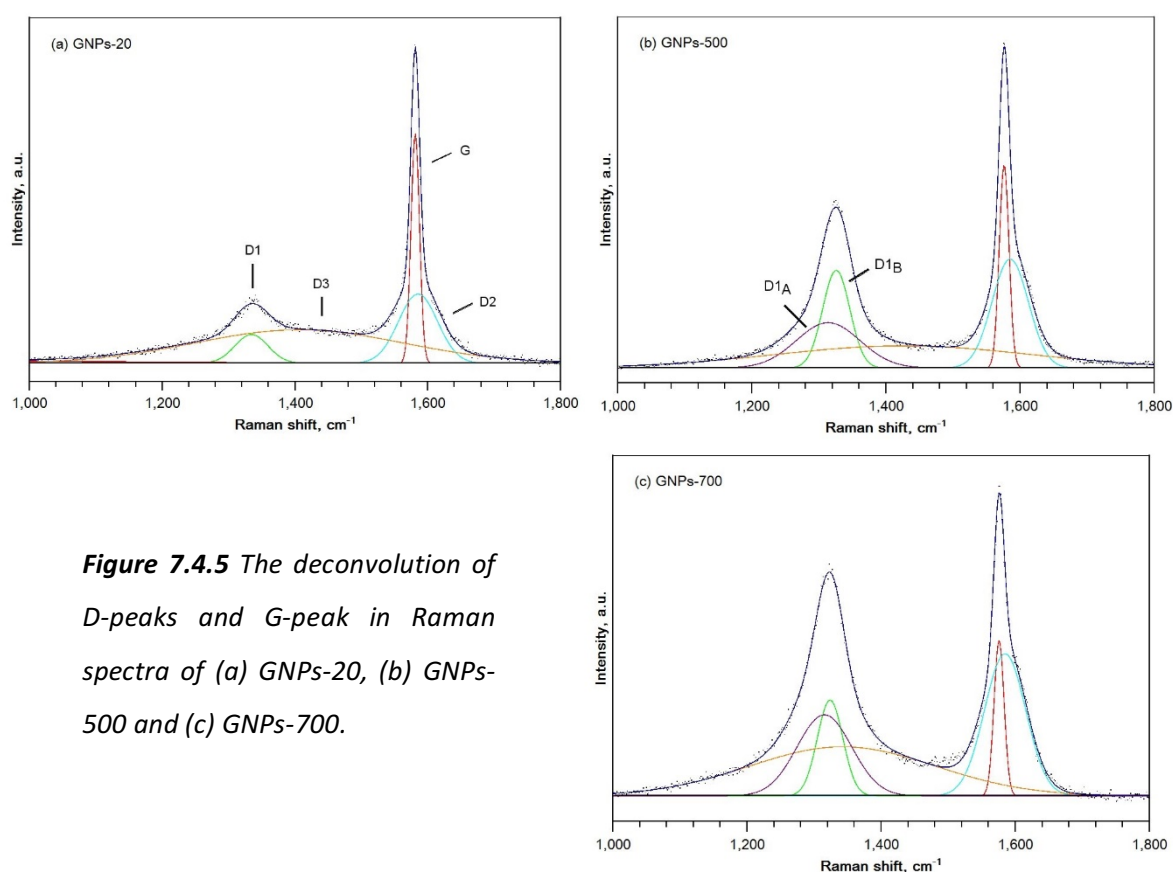 (a) GNPs-20
G
D1
D3
D2
Intensity, a.u.
1,000 1,200 1,400 1,600 1,800
Raman shift, cm⁻¹
(b) GNPs-500
D1B
D1A
Intensity, a.u.
1,000 1,200 1,400 1,600 1,800
Raman shift, cm⁻¹
(c) GNPs-700
Intensity, a.u.
1,000 1,200 1,400 1,600 1,800
Raman shift, cm⁻¹
Figure 7.4.5 The deconvolution of
D-peaks and G-peak in Raman
spectra of (a) GNPs-20, (b) GNPs-
500 and (c) GNPs-700.